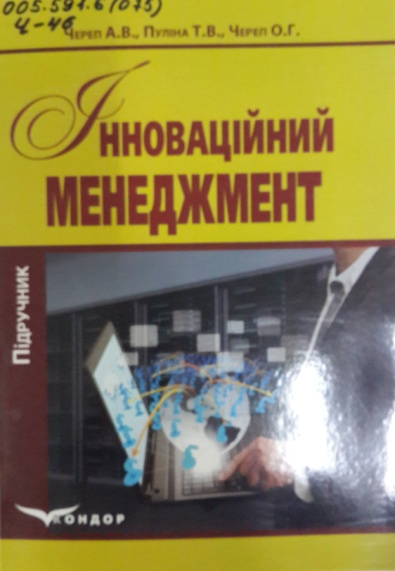 005.591.6(075)
Ч-46
Череп А.В., Пуліна Т.В., Череп О.Г.
Інноваційний
МЕНЕДЖМЕНТ
Підручник
КОНДОР